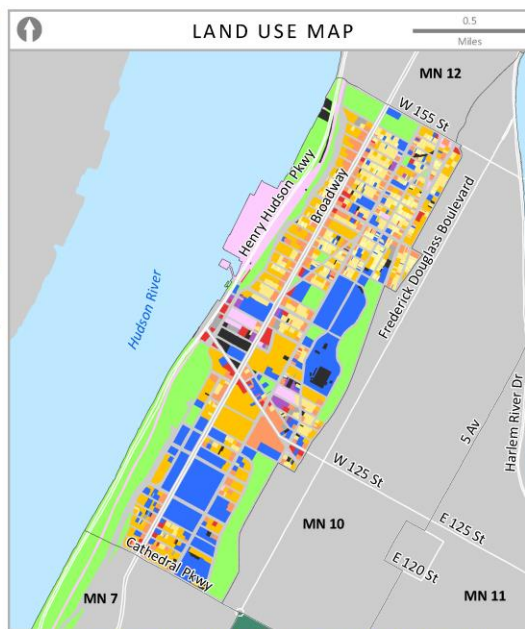 LAND USE MAP
0.5
Miles
MN 12
W 155 St
Henry Hudson Pkwy
Broadway
Frederick Douglass Boulevard
Hudson River
5 Av
Harlem River Dr
W 125 St
E 125 St
MN 10
E 120 St
Cathedral Pkwy
MN 7
MN 11